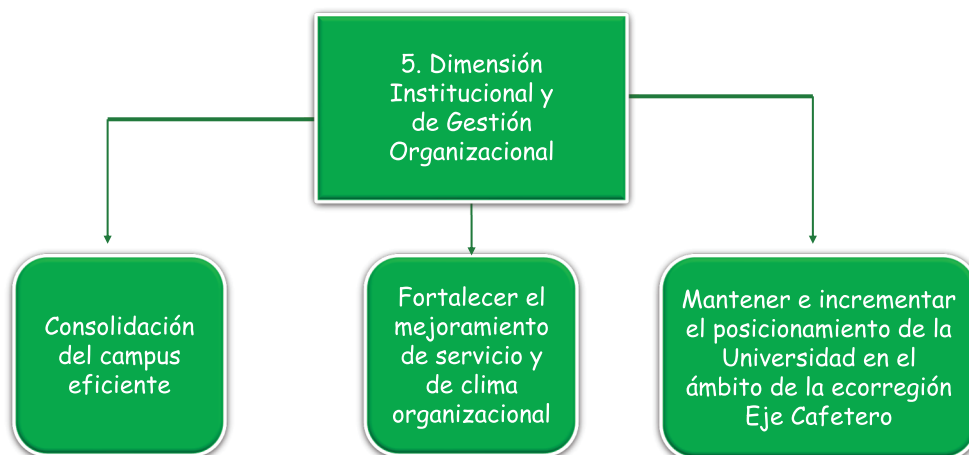 5. Dimensión
Institucional y
de Gestión
Organizacional
Consolidación
del campus
eficiente
Fortalecer el
mejoramiento
de servicio y
de clima
organizacional
Mantener e incrementar
el posicionamiento de la
Universidad en el
ámbito de la ecorregión
Eje Cafetero